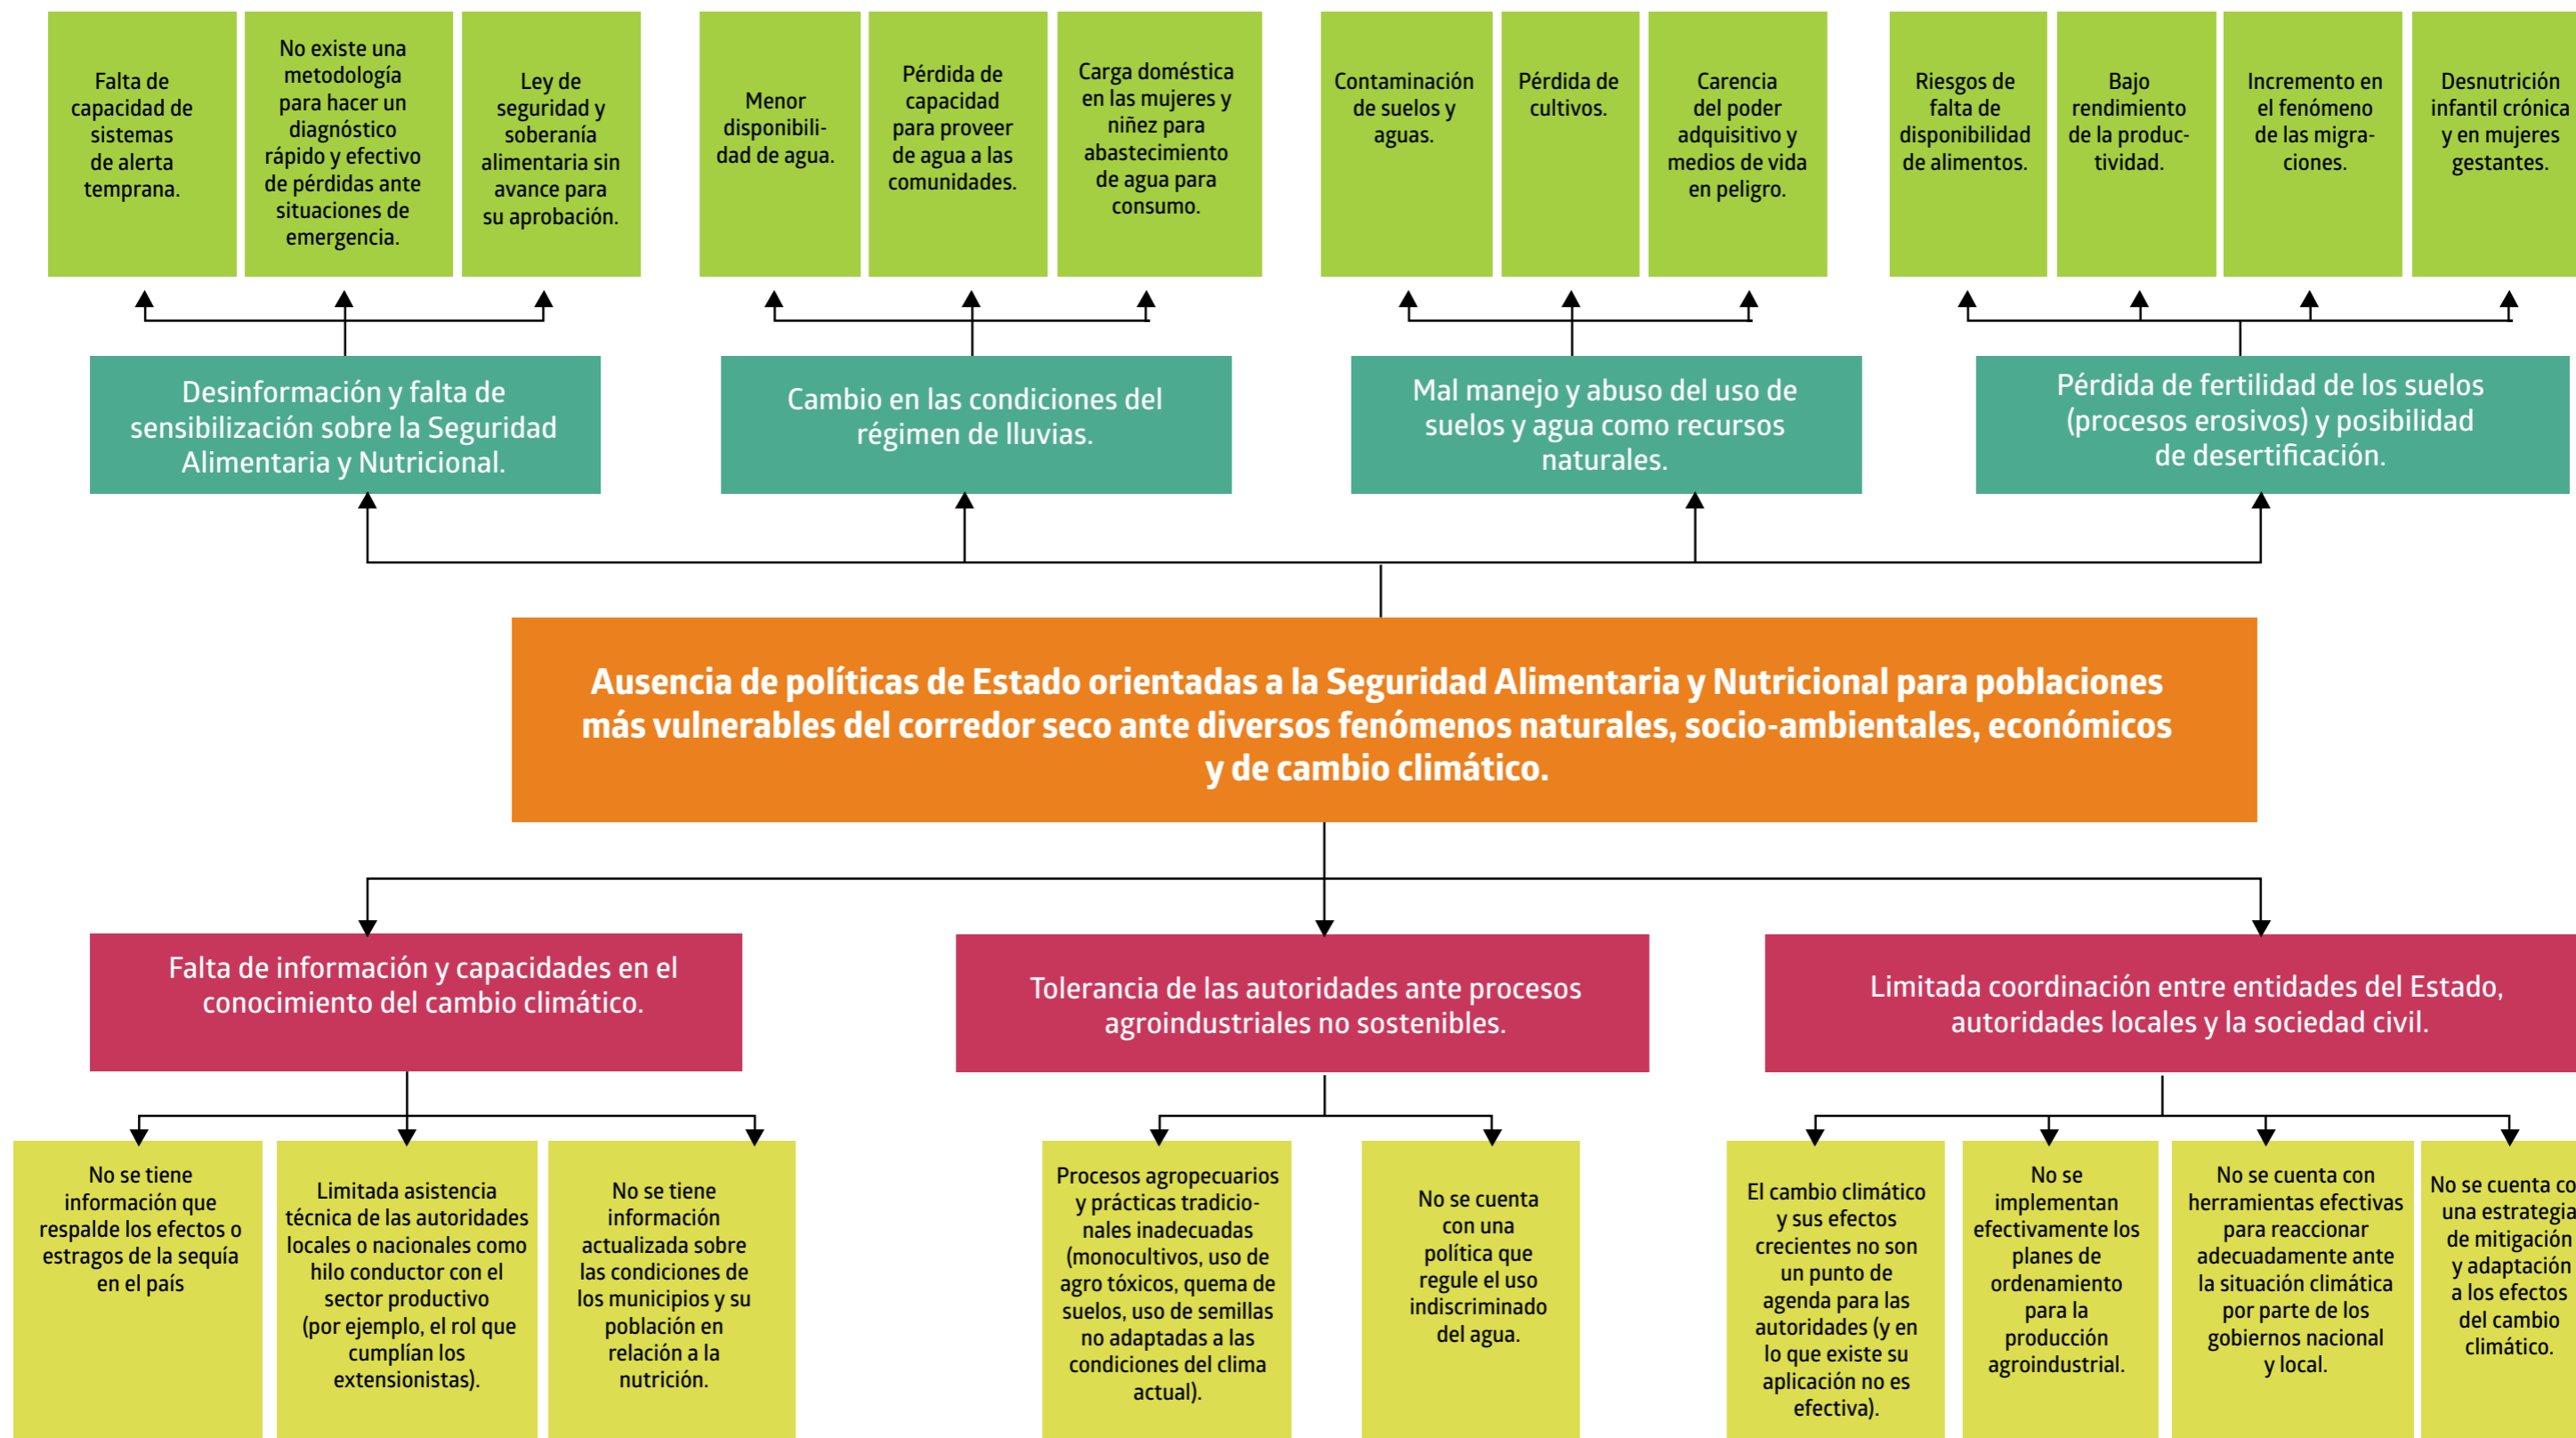 Falta de
capacidad de
sistemas
de alerta
temprana.
No existe una
metodología
para hacer un
diagnóstico
rápido y efectivo
de pérdidas ante
situaciones de
emergencia.
Ley de
seguridad y
soberanía
alimentaria sin
avance para
su aprobación.
Menor
disponibili-
dad de agua.
Pérdida de
capacidad
para proveer
de agua a las
comunidades.
Carga doméstica
en las mujeres y
niñez para
abastecimiento
de agua para
consumo.
Contaminación
de suelos y
aguas.
Pérdida de
cultivos.
Carencia
del poder
adquisitivo y
medios de vida
en peligro.
Riesgos de
falta de
disponibilidad
de alimentos.
Bajo
rendimiento
de la produc-
tividad.
Incremento en
el fenómeno
de las migra-
ciones.
Desnutrición
infantil crónica
y en mujeres
gestantes.
Desinformación y falta de
sensibilización sobre la Seguridad
Alimentaria y Nutricional.
Cambio en las condiciones del
régimen de lluvias.
Mal manejo y abuso del uso de
suelos y agua como recursos
naturales.
Pérdida de fertilidad de los suelos
(procesos erosivos) y posibilidad
de desertificación.
Ausencia de políticas de Estado orientadas a la Seguridad Alimentaria y Nutricional para poblaciones
más vulnerables del corredor seco ante diversos fenómenos naturales, socio-ambientales, económicos
y de cambio climático.
Falta de información y capacidades en el
conocimiento del cambio climático.
Tolerancia de las autoridades ante procesos
agroindustriales no sostenibles.
Limitada coordinación entre entidades del Estado,
autoridades locales y la sociedad civil.
No se tiene
información que
respalde los efectos o
estragos de la sequía
en el país
Limitada asistencia
técnica de las autoridades
locales o nacionales como
hilo conductor con el
sector productivo
(por ejemplo, el rol que
cumplían los
extensionistas).
No se tiene
información
actualizada sobre
las condiciones de
los municipios y su
población en
relación a la
nutrición.
Procesos agropecuarios
y prácticas tradicio-
nales inadecuadas
(monocultivos, uso de
agro tóxicos, quema de
suelos, uso de semillas
no adaptadas a las
condiciones del clima
actual).
No se cuenta
con una
política que
regule el uso
indiscriminado
del agua.
El cambio climático
y sus efectos
crecientes no son
un punto de
agenda para las
autoridades (y en
lo que existe su
aplicación no es
efectiva).
No se
implementan
efectivamente los
planes de
ordenamiento
para la
producción
agroindustrial.
No se cuenta con
herramientas efectivas
para reaccionar
adecuadamente ante
la situación climática
por parte de los
gobiernos nacional
y local.
No se cuenta co
una estrategia
de mitigación
y adaptación
a los efectos
del cambio
climático.